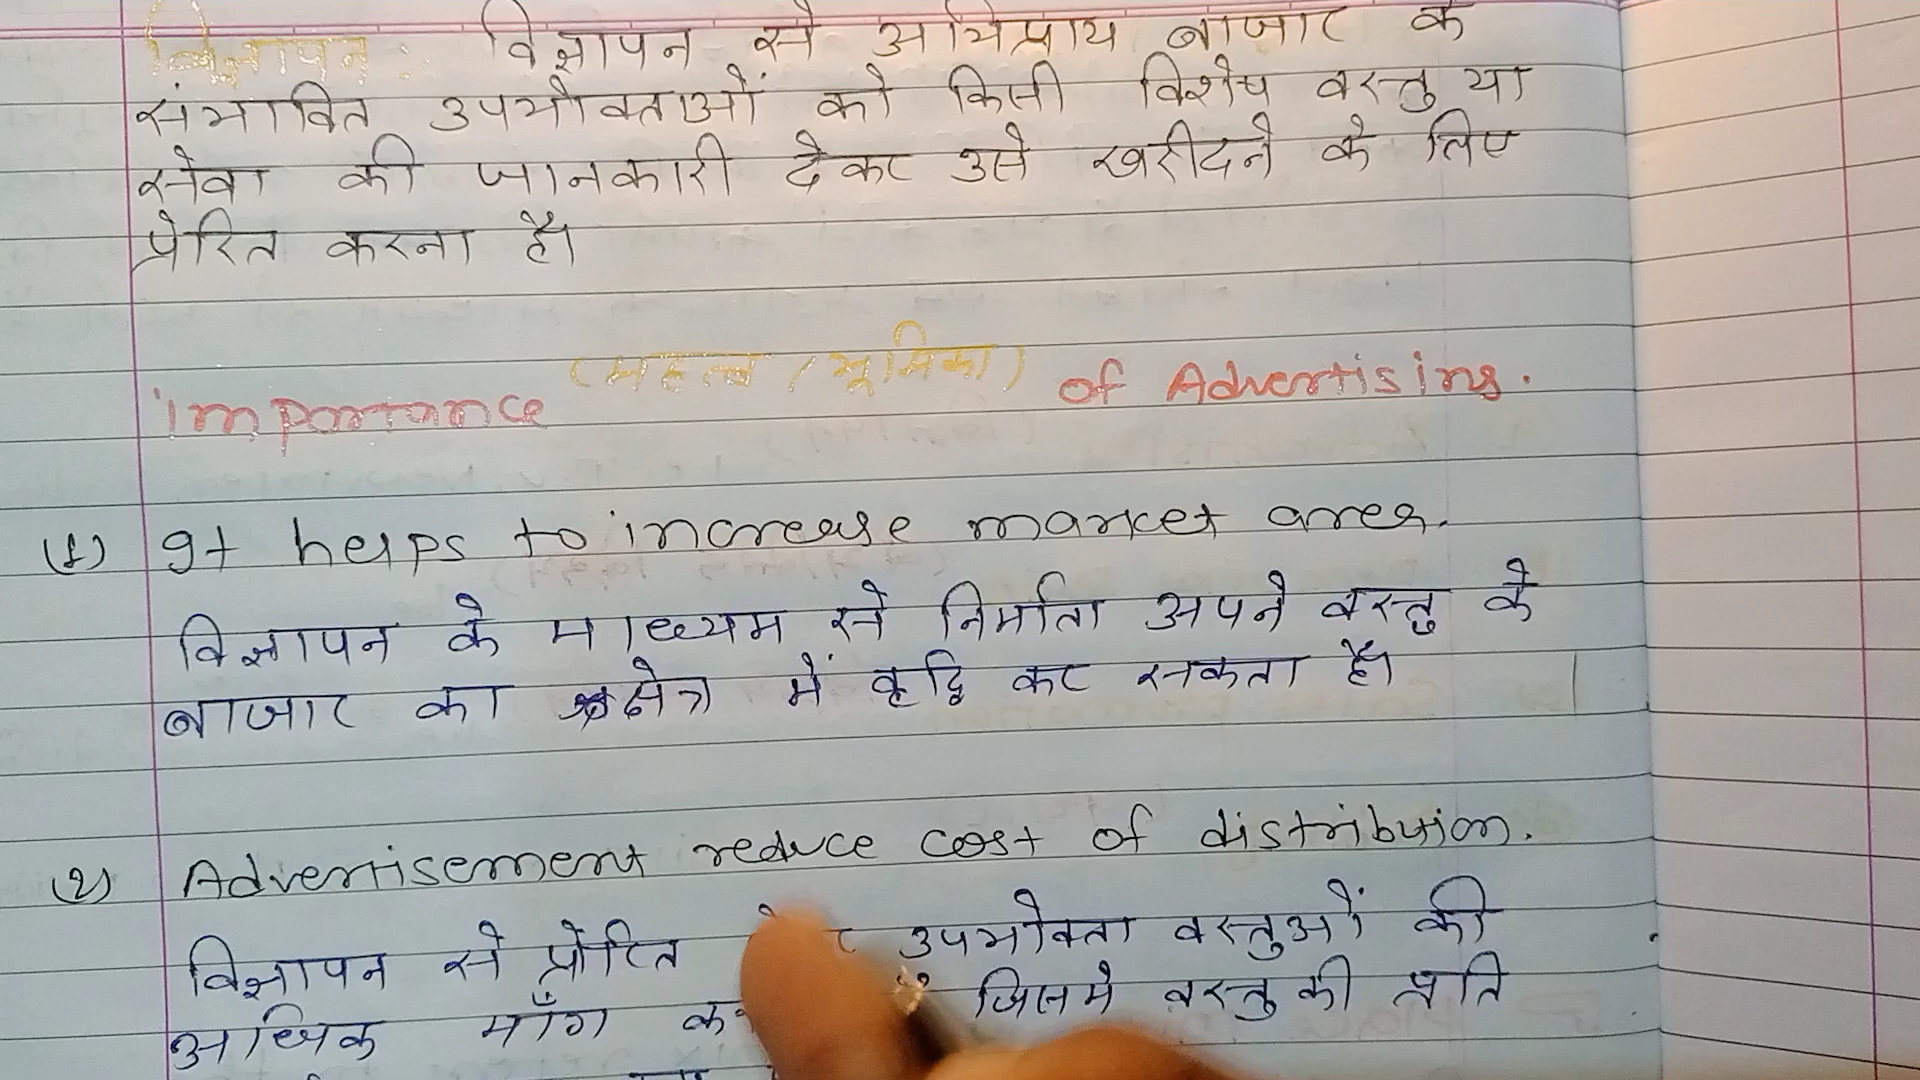 विज्ञापन: विज्ञापन से अभिप्राय बाजार के
संभावित उपभोक्ताओं को किसी विशेष वस्तु या
सेवा की जानकारी देकर उसे खरीदने के लिए
प्रेरित करना है।
(महत्व / भूमिका)
importance of Advertising.
(1) It helps to increase market area.
विज्ञापन के माध्यम से निर्माता अपने वस्तु के
बाजार का क्षेत्र में वृद्धि कर सकता है।
(2) Advertisement reduce cost of distribution.
विज्ञापन से प्रेरित उपभोक्ता वस्तुओं की
अधिक माँग जिसमे वस्तु की प्रति